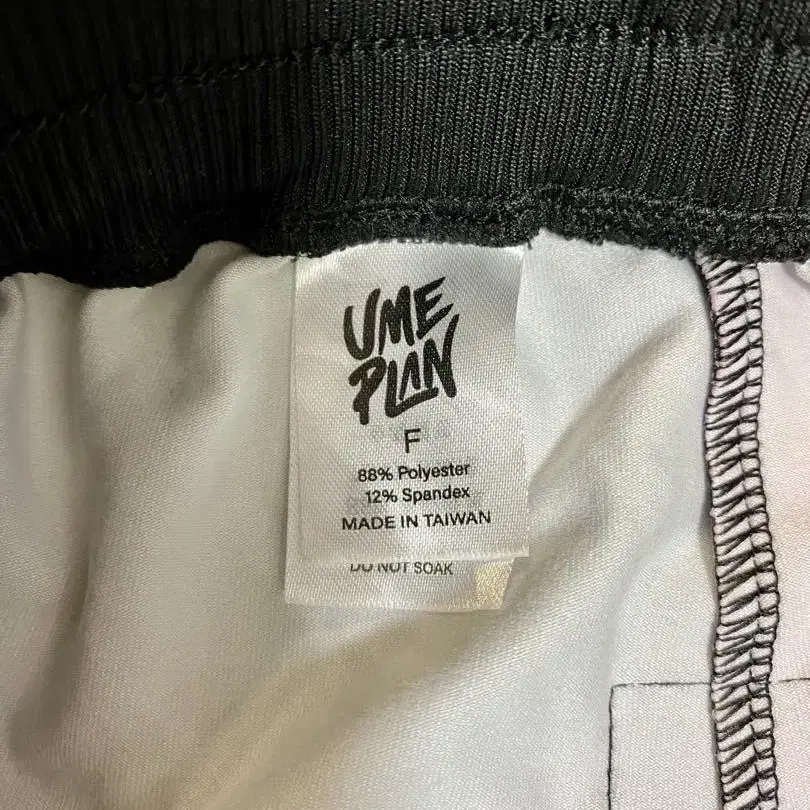 UME
PLAN
F
88% Polyester
12% Spandex
MADE IN TAIWAN
DO NOT SOAK